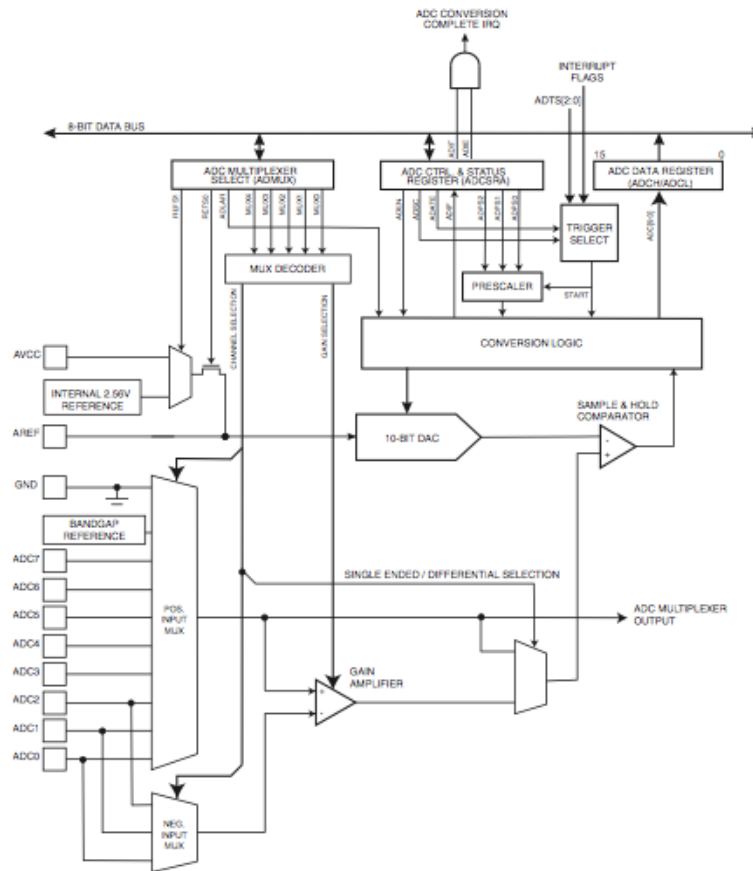 ADC CONVERSION
COMPLETE IRQ
INTERRUPT
FLAGS
ADTS[2:0]
8-BIT DATA BUS
ADIF
ADIE
15
0
ADC MULTIPLEXER
SELECT (ADMUX)
ADC CTRL. & STATUS
REGISTER (ADCSRA)
ADC DATA REGISTER
(ADCH/ADCL)
REFS1
REFS0
ADLAR
MUX4
MUX3
MUX2
MUX1
MUX0
ADEN
ADSC
ADATE
ADIF
ADPS2
ADPS1
ADC[9:0]
TRIGGER
SELECT
MUX DECODER
PRESCALER
START
CHANNEL SELECTION
GAIN SELECTION
CONVERSION LOGIC
AVCC
INTERNAL 2.56V
REFERENCE
SAMPLE & HOLD
COMPARATOR
AREF
10-BIT DAC
-
+
GND
BANDGAP
REFERENCE
ADC7
SINGLE ENDED / DIFFERENTIAL SELECTION
ADC6
ADC5
POS.
INPUT
MUX
ADC MULTIPLEXER
OUTPUT
ADC4
ADC3
GAIN
AMPLIFIER
ADC2
+
-
ADC1
ADC0
NEG.
INPUT
MUX